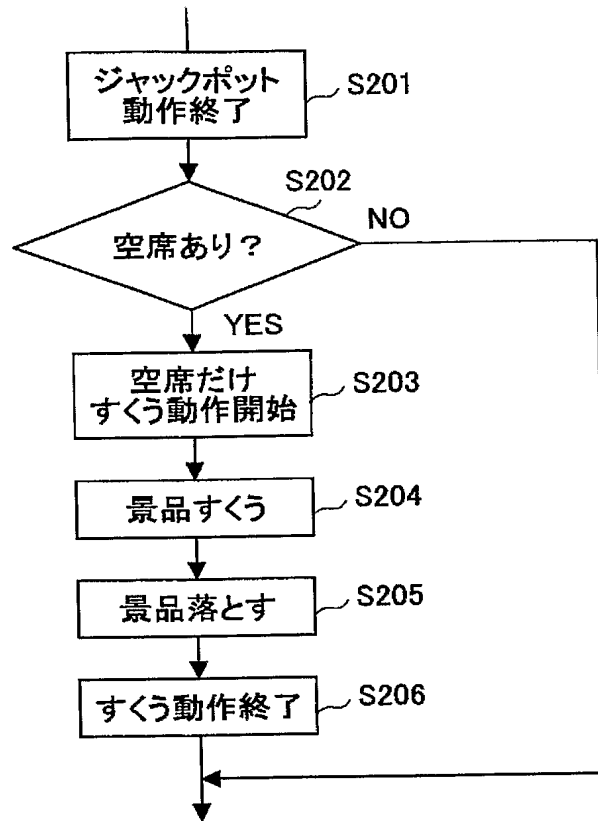 ジャックポット
動作終了
S201
S202
空席あり?
NO
YES
空席だけ
すくう動作開始
S203
景品すくう
S204
景品落とす
S205
すくう動作終了
S206